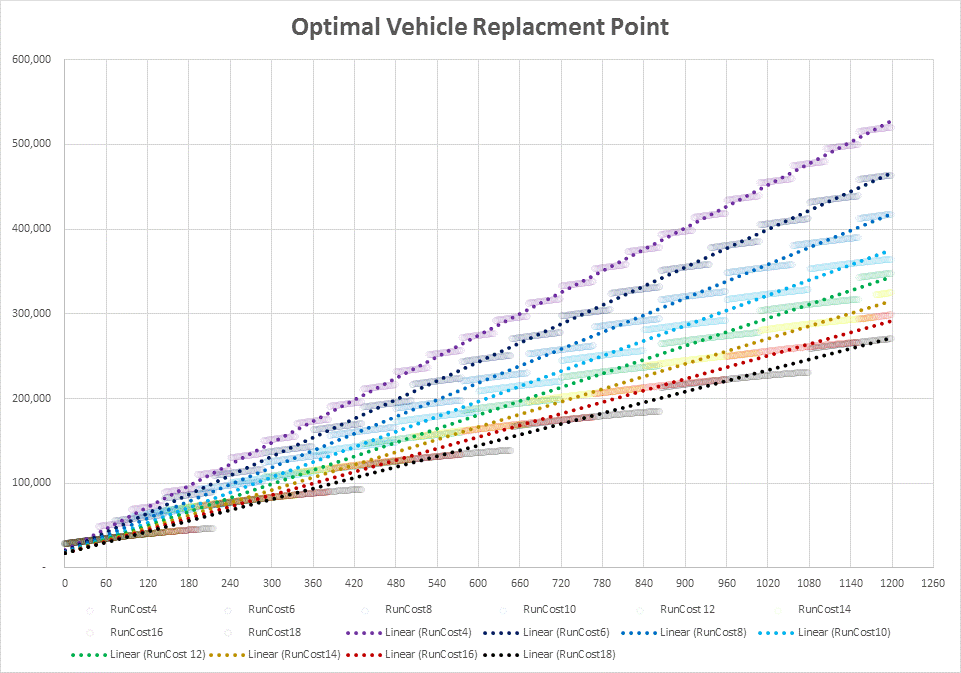 Optimal Vehicle Replacment Point
600,000
500,000
400,000
300,000
200,000
100,000
-
0 60 120 180 240 300 360 420 480 540 600 660 720 780 840 900 960 1020 1080 1140 1200 1260
RunCost4 RunCost6 RunCost8 RunCost10 RunCost 12 RunCost14
RunCost16 RunCost18 Linear (RunCost4) Linear (RunCost6) Linear (RunCost8) Linear (RunCost10)
Linear (RunCost 12) Linear (RunCost14) Linear (RunCost16) Linear (RunCost18)